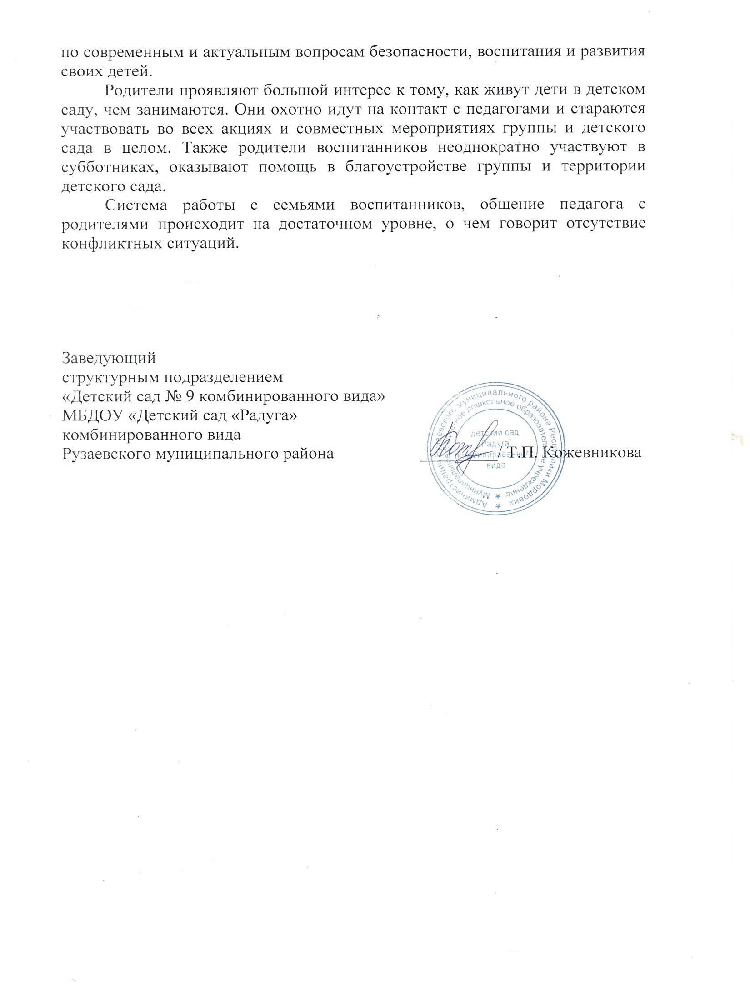 по современным и актуальным вопросам безопасности, воспитания и развития
своих детей.
Родители проявляют большой интерес к тому, как живут дети в детском
саду, чем занимаются. Они охотно идут на контакт с педагогами и стараются
участвовать во всех акциях и совместных мероприятиях группы и детского
сада в целом. Также родители воспитанников неоднократно участвуют в
субботниках, оказывают помощь в благоустройстве группы и территории
детского сада.
Система работы с семьями воспитанников, общение педагога с
родителями происходит на достаточном уровне, о чем говорит отсутствие
конфликтных ситуаций.
Заведующий
структурным подразделением
«Детский сад № 9 комбинированного вида»
МБДОУ «Детский сад «Радуга»
комбинированного вида
Рузаевского муниципального района ________/ Т.П. Кожевникова
Администрация Рузаевского муниципального района Республики Мордовия
Муниципальное бюджетное дошкольное образовательное учреждение
детский сад
"Радуга"
комбинированного
вида